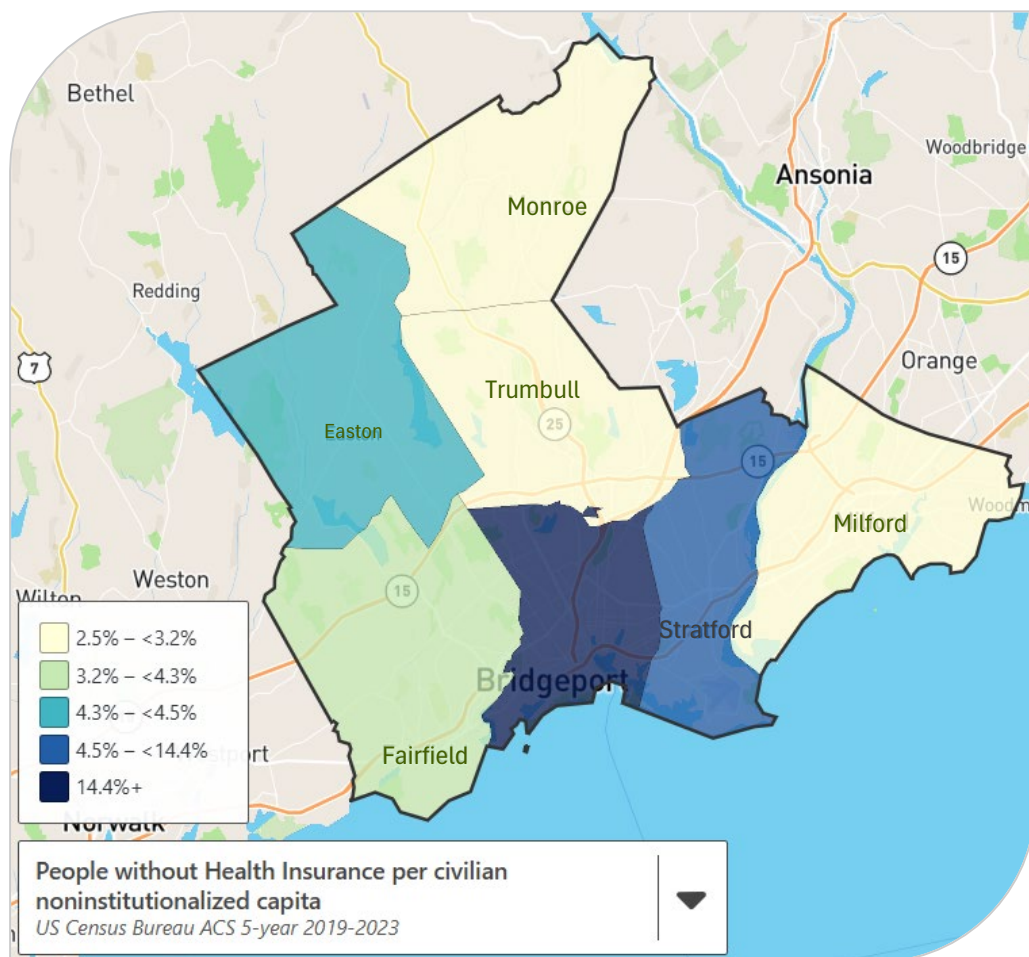 Bethel
Woodbridge
Ansonia
Monroe
15
Redding
7
Orange
Trumbull
25
Easton
15
Milford
Weston
15
Wilton
Stratford
Bridgeport
Fairfield
Norwalk
2.5% – <3.2%
3.2% – <4.3%
4.3% – <4.5%
4.5% – <14.4%
14.4%+
People without Health Insurance per civilian
noninstitutionalized capita
US Census Bureau ACS 5-year 2019-2023